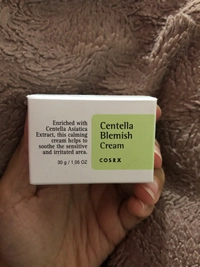 Enriched with
Centella Asiatica
Extract, this calming
cream helps to
soothe the sensitive
and irritated area.
30 g / 1.05 OZ
Centella
Blemish
Cream
COSRX